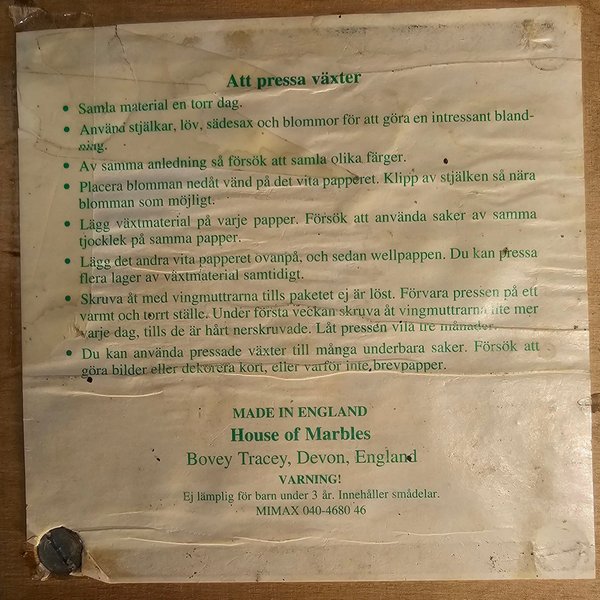 Att pressa växter
• Samla material en torr dag.
• Använd stjälkar, löv, sädesax och blommor för att göra en intressant bland-
ning.
• Av samma anledning så försök att samla olika färger.
• Placera blomman nedåt vänd på det vita papperet. Klipp av stjälken så nära
blomman som möjligt.
• Lägg växtmaterial på varje papper. Försök att använda saker av samma
tjocklek på samma papper.
• Lägg det andra vita papperet ovanpå, och sedan wellpappen. Du kan pressa
flera lager av växtmaterial samtidigt.
• Skruva åt med vingmuttrarna tills paketet ej är löst. Förvara pressen på ett
varmt och torrt ställe. Under första veckan skruva åt vingmuttrarna lite mer
varje dag, tills de är hårt nerskruvade. Låt pressen vila tre månader.
• Du kan använda pressade växter till många underbara saker. Försök att
göra bilder eller dekorera kort, eller varför inte brevpapper.
MADE IN ENGLAND
House of Marbles
Bovey Tracey, Devon, England
VARNING!
Ej lämplig för barn under 3 år. Innehåller smådelar.
MIMAX 040-4680 46